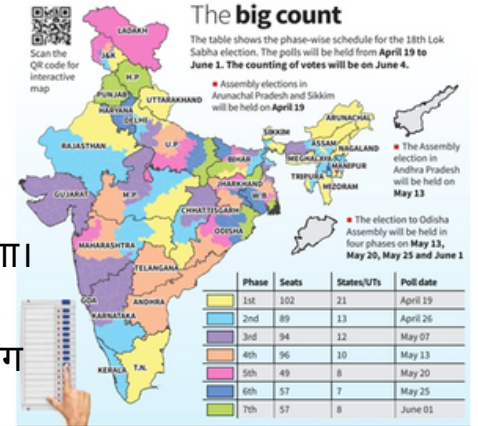 The big count
The table shows the phase-wise schedule for the 18th Lok
Sabha election. The polls will be held from April 19 to
June 1. The counting of votes will be on June 4.
Scan the
QR code for
interactive
map
▪ Assembly elections in
Arunachal Pradesh and Sikkim
will be held on April 19
▪ The Assembly
election in
Andhra Pradesh
will be held on
May 13
▪ The election to Odisha
Assembly will be held in
four phases on May 13,
May 20, May 25 and June 1
LADAKH
J&K
H.P
PUNJAB
UTTARAKHAND
HARYANA
DELHI
RAJASTHAN
U.P
SIKKIM
ARUNACHAL
ASSAM
NAGALAND
MEGHALAYA
MANIPUR
TRIPURA
MIZORAM
BIHAR
JHARKHAND
W.B
GUJARAT
M.P
CHHATTISGARH
ODISHA
MAHARASHTRA
TELANGANA
GOA
KARNATAKA
ANDHRA
KERALA
T.N.
ा।
ग
Phase Seats States/UTs Poll date
1st 102 21 April 19
2nd 89 13 April 26
3rd 94 12 May 07
4th 96 10 May 13
5th 49 8 May 20
6th 57 7 May 25
7th 57 8 June 01